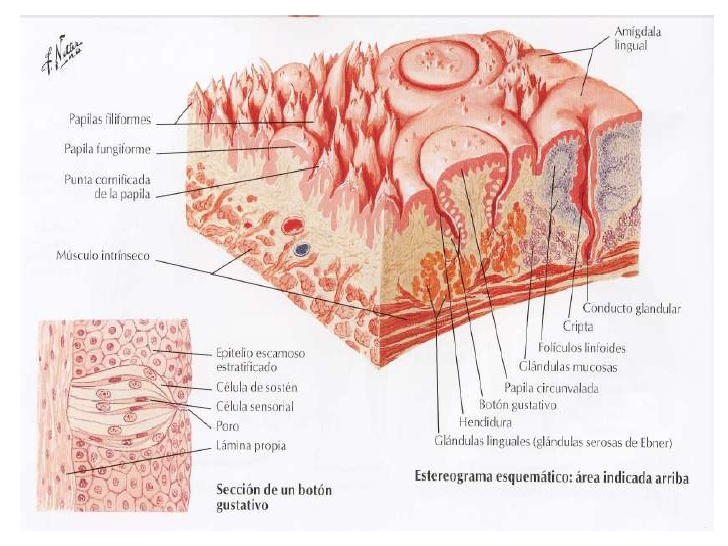 F. Netter
Amígdala
lingual
Papilas filiformes
Papila fungiforme
Punta cornificada
de la papila
Músculo intrínseco
Conducto glandular
Cripta
Folículos linfoides
Glándulas mucosas
Papila circunvalada
Botón gustativo
Hendidura
Glándulas linguales (glándulas serosas de Ebner)
Epitelio escamoso
estratificado
Célula de sostén
Célula sensorial
Poro
Lámina propia
Sección de un botón
gustativo
Estereograma esquemático: área indicada arriba